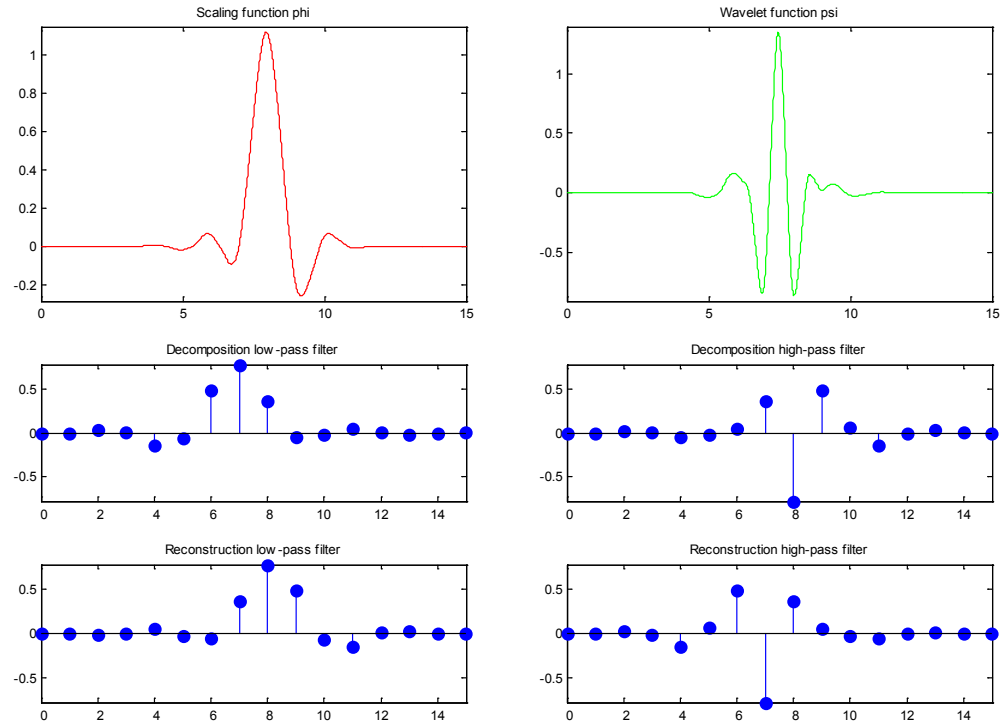 Scaling function phi
1
0.8
0.6
0.4
0.2
0
-0.2
0 5 10 15
Wavelet function psi
1
0.5
0
-0.5
0 5 10 15
Decomposition low-pass filter
0.5
0
-0.5
0 2 4 6 8 10 12 14
Decomposition high-pass filter
0.5
0
-0.5
0 2 4 6 8 10 12 14
Reconstruction low-pass filter
0.5
0
-0.5
0 2 4 6 8 10 12 14
Reconstruction high-pass filter
0.5
0
-0.5
0 2 4 6 8 10 12 14